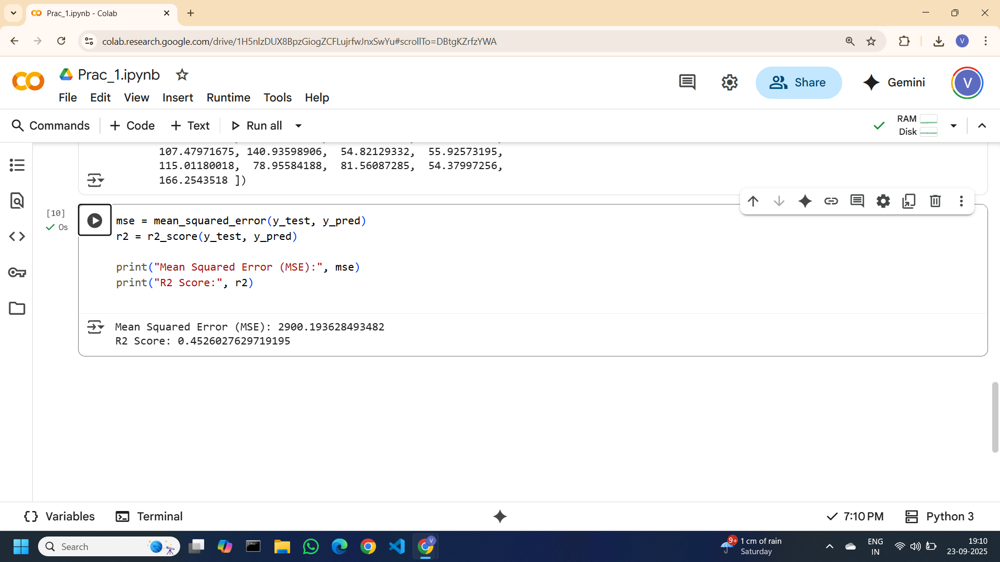 Prac_1.ipynb - Colab
colab.research.google.com/drive/1H5nlzDUX8BpzGiogZCFLujrfwJnxSwYu#scrollTo=DBtgKZrfzYWA
V
Prac_1.ipynb
Share
Gemini
V
File Edit View Insert Runtime Tools Help
Commands + Code + Text Run all
RAM
Disk
107.47971675, 140.93598906, 54.82129332, 55.92573195,
115.01180018, 78.95584188, 81.56087285, 54.37997256,
166.2543518 ])
[10]
0s
mse = mean_squared_error(y_test, y_pred)
r2 = r2_score(y_test, y_pred)
print("Mean Squared Error (MSE):", mse)
print("R2 Score:", r2)
Mean Squared Error (MSE): 2900.193628493482
R2 Score: 0.4526027629719195
{} Variables Terminal
7:10 PM Python 3
Search
V
9+
1 cm of rain
Saturday
ENG
IN
19:10
23-09-2025